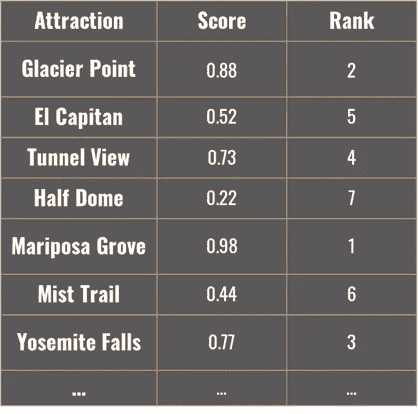 Attraction Score Rank
Glacier Point 0.88 2
El Capitan 0.52 5
Tunnel View 0.73 4
Half Dome 0.22 7
Mariposa Grove 0.98 1
Mist Trail 0.44 6
Yosemite Falls 0.77 3
... ... ...